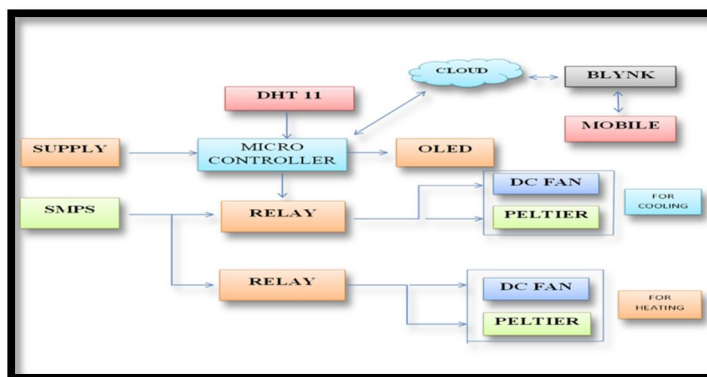 CLOUD
BLYNK
DHT 11
MOBILE
SUPPLY
MICRO
CONTROLLER
OLED
DC FAN
FOR
COOLING
SMPS
RELAY
PELTIER
RELAY
DC FAN
FOR
HEATING
PELTIER